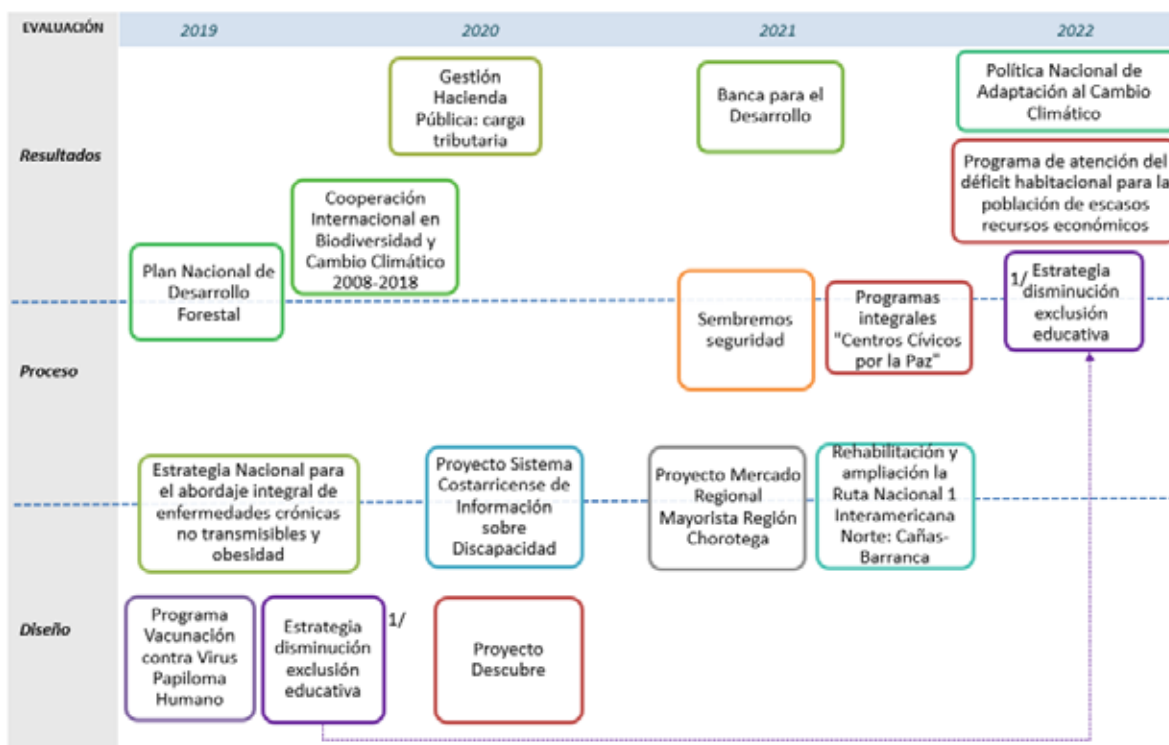 EVALUACIÓN
2019
2020
2021
2022
Resultados
Gestión
Hacienda
Pública: carga
tributaria
Banca para el
Desarrollo
Política Nacional de
Adaptación al Cambio
Climático
Programa de atención del
déficit habitacional para la
población de escasos
recursos económicos
Cooperación
Internacional en
Biodiversidad y
Cambio Climático
2008-2018
Plan Nacional de
Desarrollo
Forestal
Sembremos
seguridad
Programas
integrales
"Centros Cívicos
por la Paz"
1/
Estrategia
disminución
exclusión
educativa
Proceso
Estrategia Nacional para
el abordaje integral de
enfermedades crónicas
no transmisibles y
obesidad
Proyecto Sistema
Costarricense de
Información
sobre
Discapacidad
Proyecto Mercado
Regional
Mayorista Región
Chorotega
Rehabilitación y
ampliación la
Ruta Nacional 1
Interamericana
Norte: Cañas-
Barranca
Diseño
Programa
Vacunación
contra Virus
Papiloma
Humano
Estrategia
disminución
exclusión
educativa
1/
Proyecto
Descubre